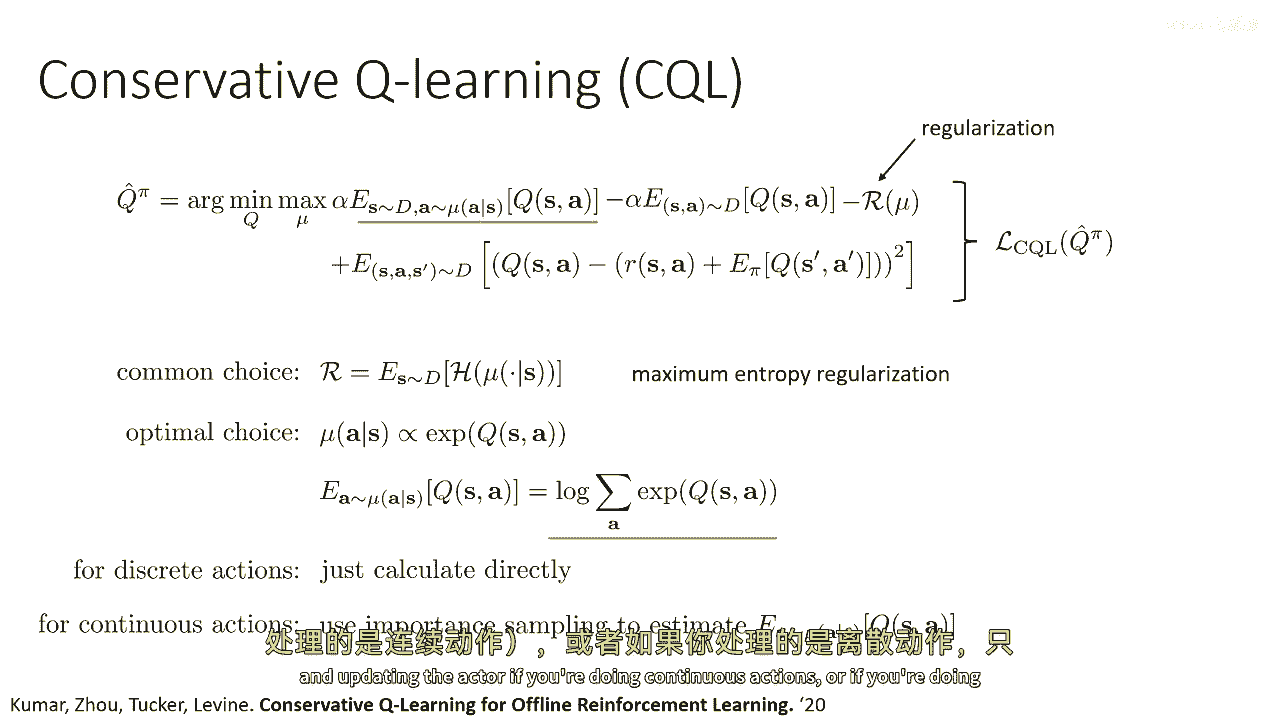 Conservative Q-learning (CQL)
regularization
$\hat{Q}^\pi = \arg\min_Q \max_\mu \alpha E_{\mathbf{s}\sim D, \mathbf{a}\sim\mu(\mathbf{a}|\mathbf{s})}[Q(\mathbf{s},\mathbf{a})] - \alpha E_{(\mathbf{s},\mathbf{a})\sim D}[Q(\mathbf{s},\mathbf{a})] - \mathcal{R}(\mu)$
$+ E_{(\mathbf{s},\mathbf{a},\mathbf{s}')\sim D}\left[(Q(\mathbf{s},\mathbf{a}) - (r(\mathbf{s},\mathbf{a}) + E_\pi[Q(\mathbf{s}',\mathbf{a}')]))^2\right]$
$\mathcal{L}_{\mathrm{CQL}}(\hat{Q}^\pi)$
common choice: $\mathcal{R} = E_{\mathbf{s}\sim D}[\mathcal{H}(\mu(\cdot|\mathbf{s}))]$ maximum entropy regularization
optimal choice: $\mu(\mathbf{a}|\mathbf{s}) \propto \exp(Q(\mathbf{s},\mathbf{a}))$
$E_{\mathbf{a}\sim\mu(\mathbf{a}|\mathbf{s})}[Q(\mathbf{s},\mathbf{a})] = \log\sum_{\mathbf{a}} \exp(Q(\mathbf{s},\mathbf{a}))$
for discrete actions: just calculate directly
for continuous actions: use importance sampling to estimate
处理的是连续动作），或者如果你处理的是离散动作，只
and updating the actor if you're doing continuous actions, or if you're doing
Kumar, Zhou, Tucker, Levine. Conservative Q-Learning for Offline Reinforcement Learning. ‘20